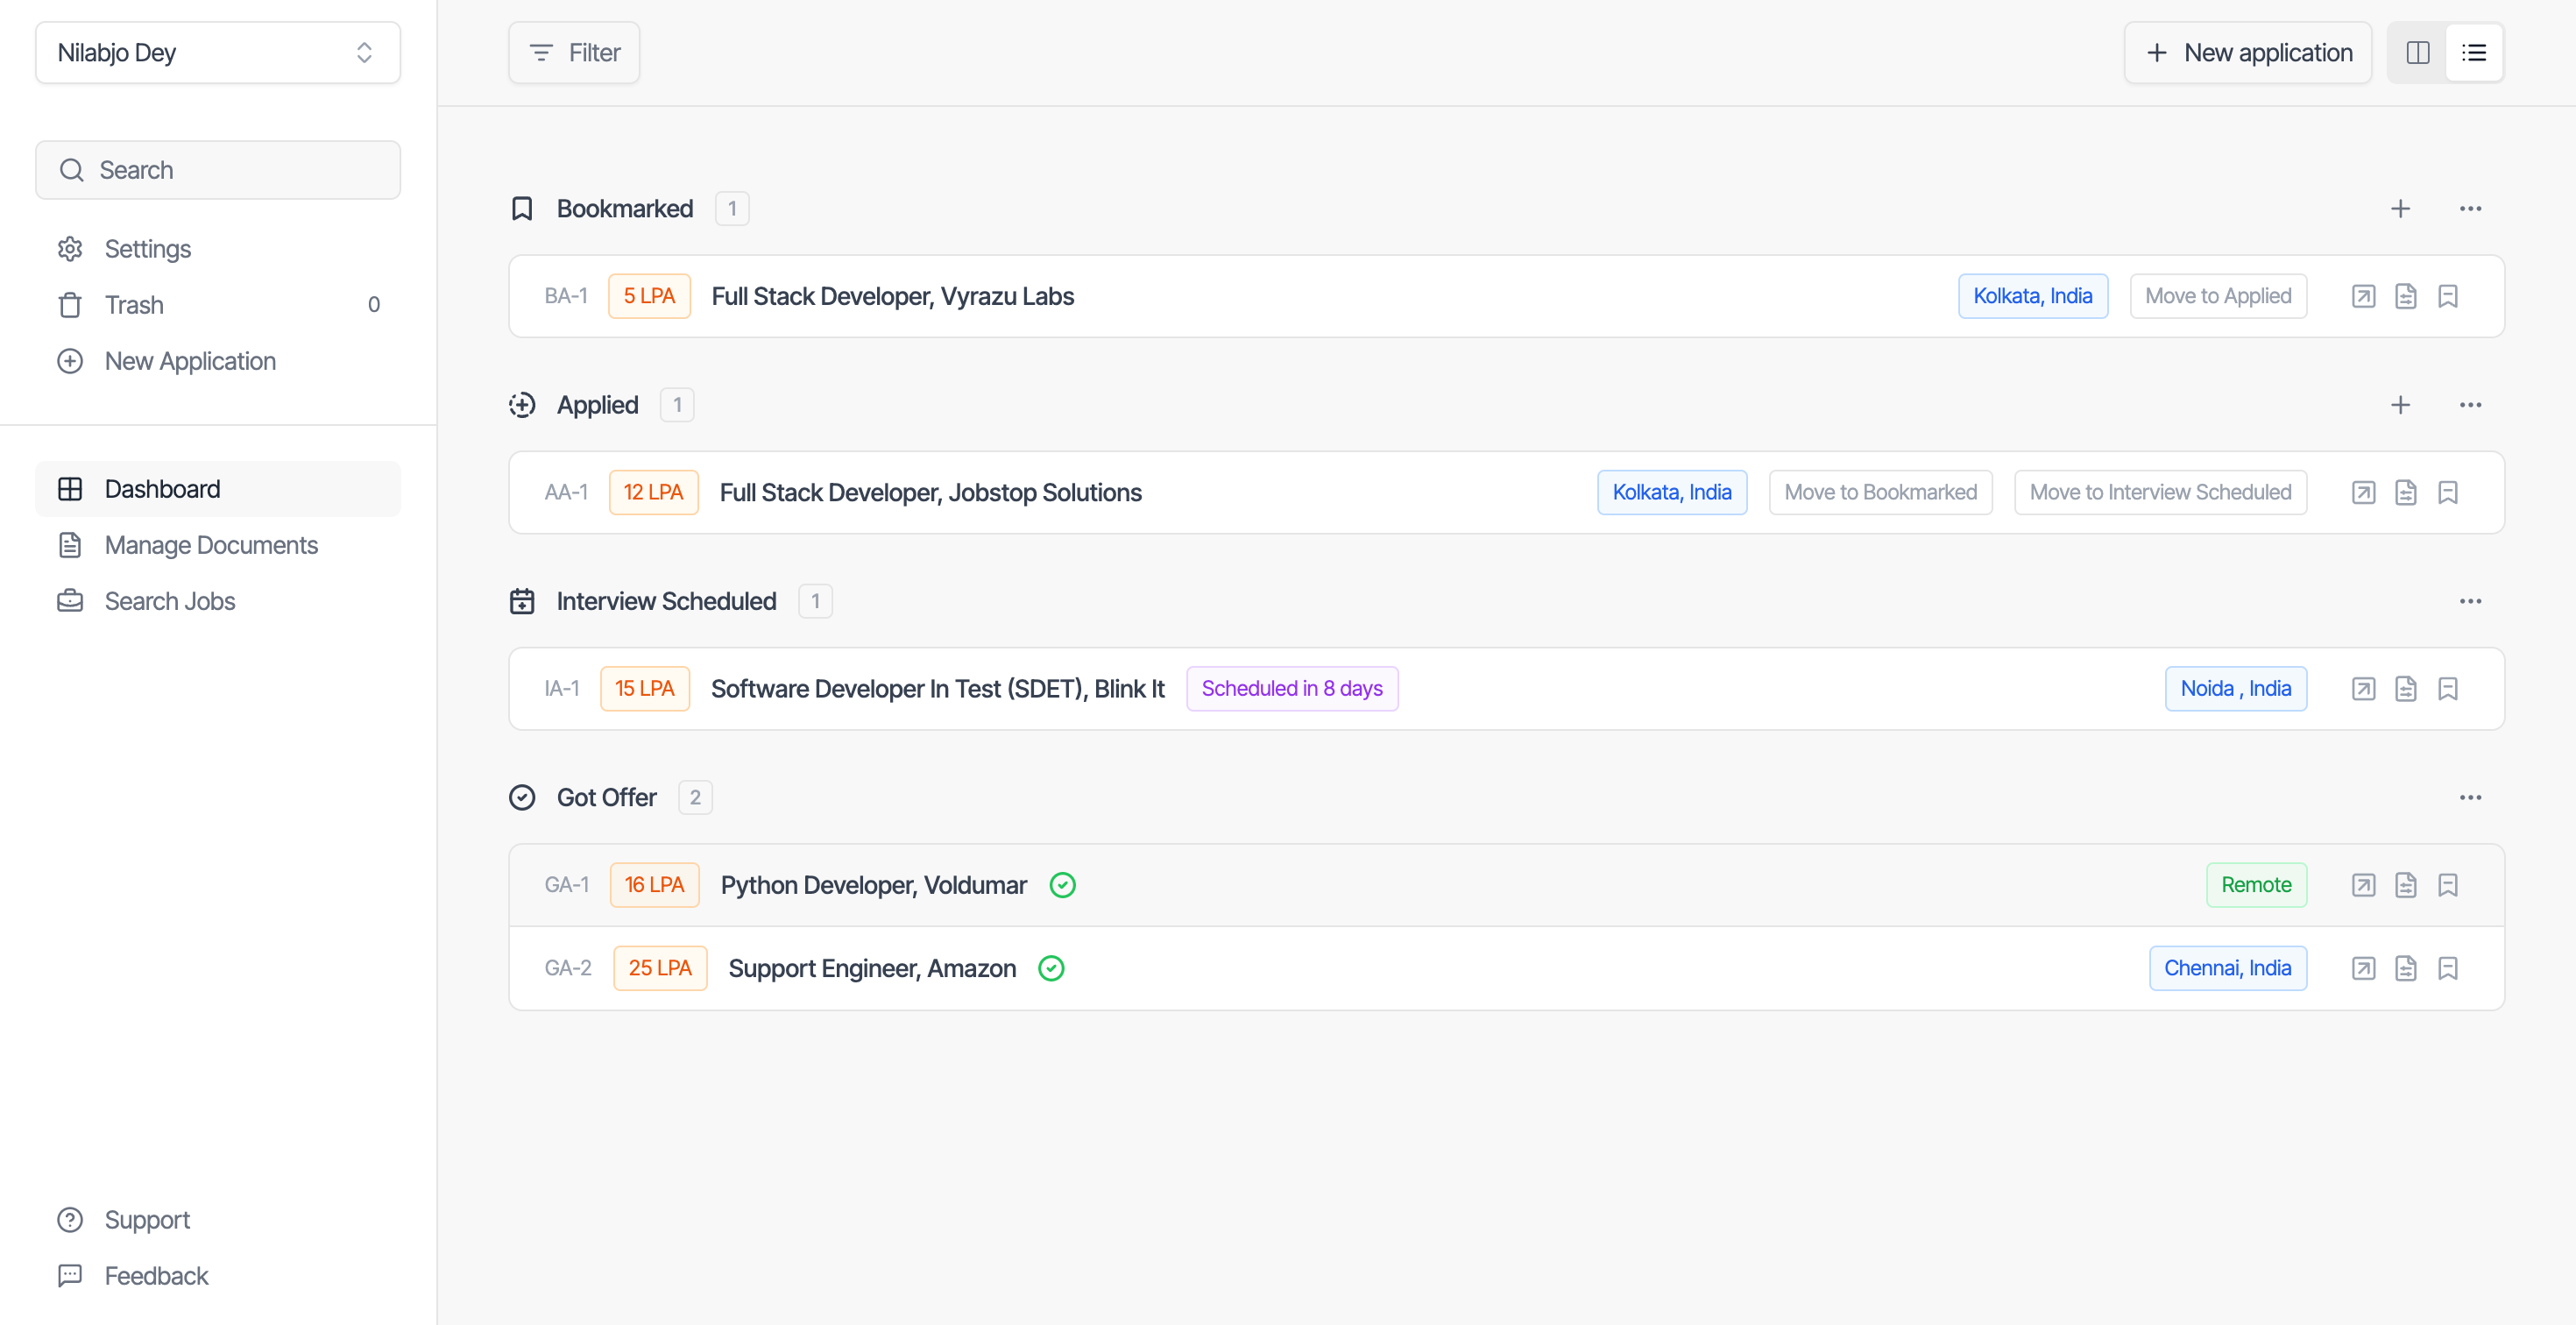 Nilabjo Dey
Search
Settings
Trash 0
New Application
Dashboard
Manage Documents
Search Jobs
Support
Feedback
Filter
New application
Bookmarked 1
BA-1 5 LPA Full Stack Developer, Vyrazu Labs Kolkata, India Move to Applied
Applied 1
AA-1 12 LPA Full Stack Developer, Jobstop Solutions Kolkata, India Move to Bookmarked Move to Interview Scheduled
Interview Scheduled 1
IA-1 15 LPA Software Developer In Test (SDET), Blink It Scheduled in 8 days Noida , India
Got Offer 2
GA-1 16 LPA Python Developer, Voldumar Remote
GA-2 25 LPA Support Engineer, Amazon Chennai, India